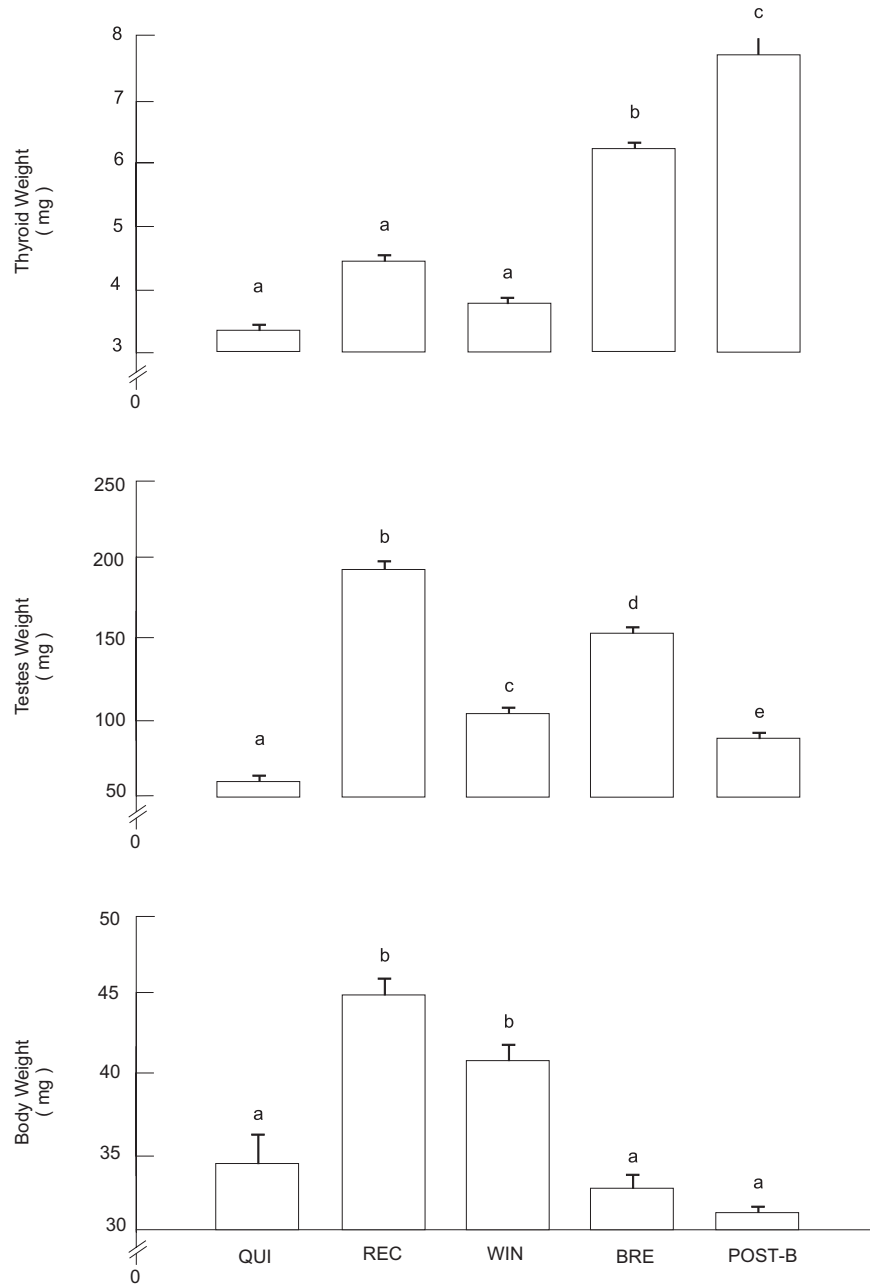 c
8
7
b
6
Thyroid Weight
( mg )
a
5
a
a
4
3
0
250
b
200
d
Testes Weight
( mg )
150
c
e
100
a
50
0
50
b
45
b
Body Weight
( mg )
40
a
35
a
a
30
QUI REC WIN BRE POST-B
0